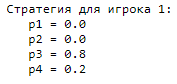 Стратегия для игрока 1:
p1 = 0.0
p2 = 0.0
p3 = 0.8
p4 = 0.2